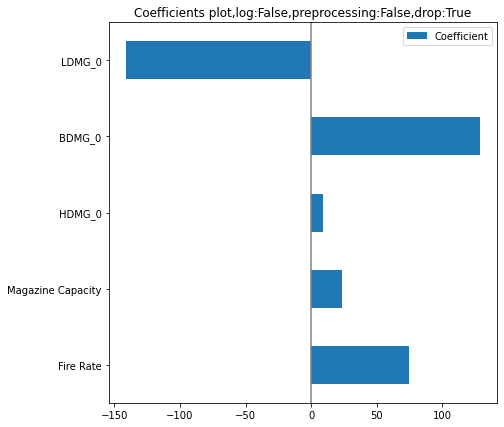 Coefficients plot,log:False,preprocessing:False,drop:True
Coefficient
LDMG_0
BDMG_0
HDMG_0
Magazine Capacity
Fire Rate
−150
−100
−50
0
50
100